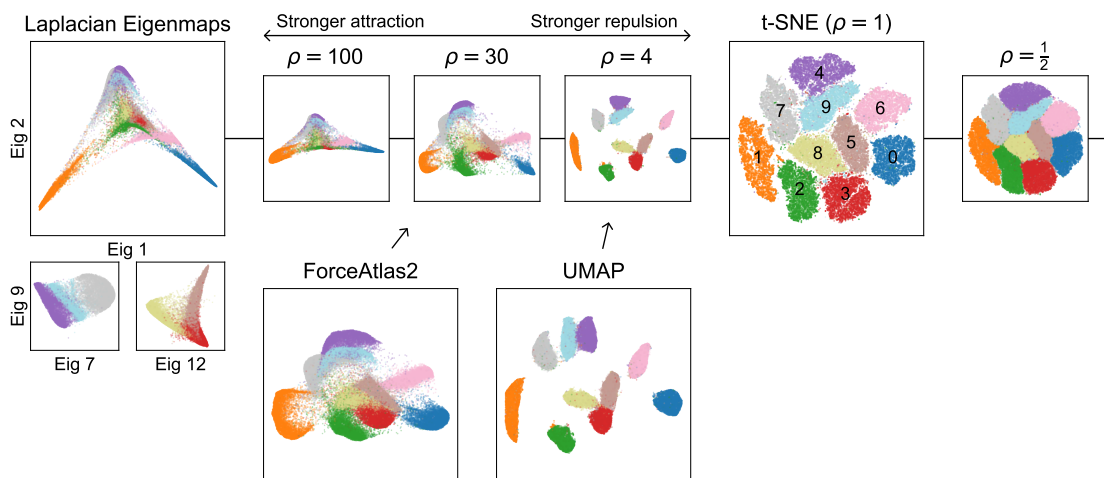 Laplacian Eigenmaps
Stronger attraction
Stronger repulsion
t-SNE (ρ = 1)
ρ = 100
ρ = 30
ρ = 4
ρ = 1/2
Eig 2
Eig 1
4
7
9
6
1
8
5
0
2
3
ForceAtlas2
UMAP
Eig 9
Eig 7
Eig 12